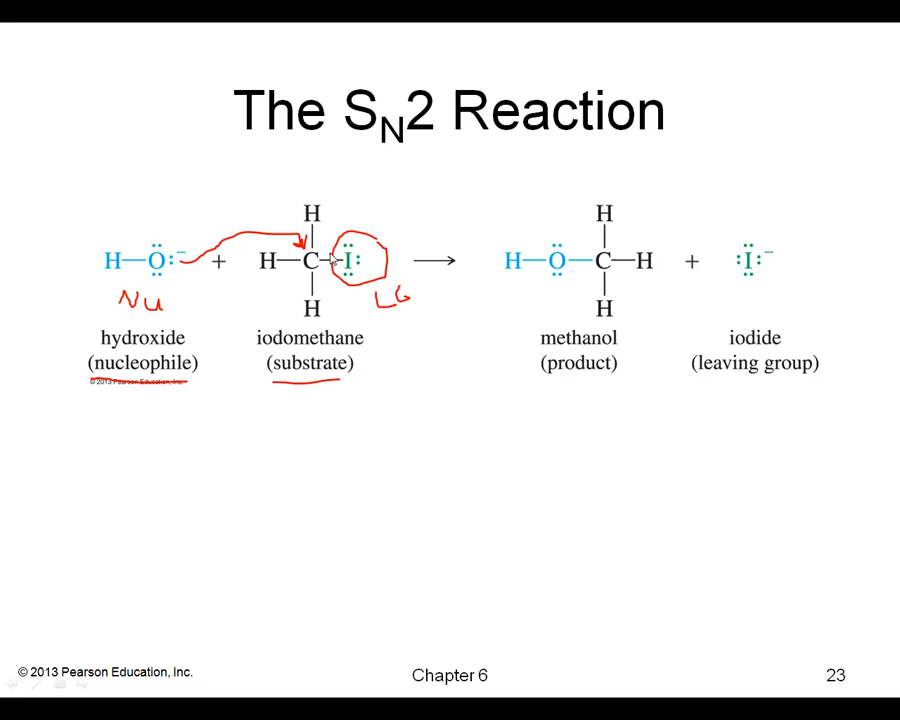 The SN2 Reaction
H H
H—Ö:⁻ + H—C—I: ⟶ H—Ö—C—H + :I:⁻
H H
Nu LG
hydroxide iodomethane methanol iodide
(nucleophile) (substrate) (product) (leaving group)
© 2013 Pearson Education, Inc.
© 2013 Pearson Education, Inc. Chapter 6 23